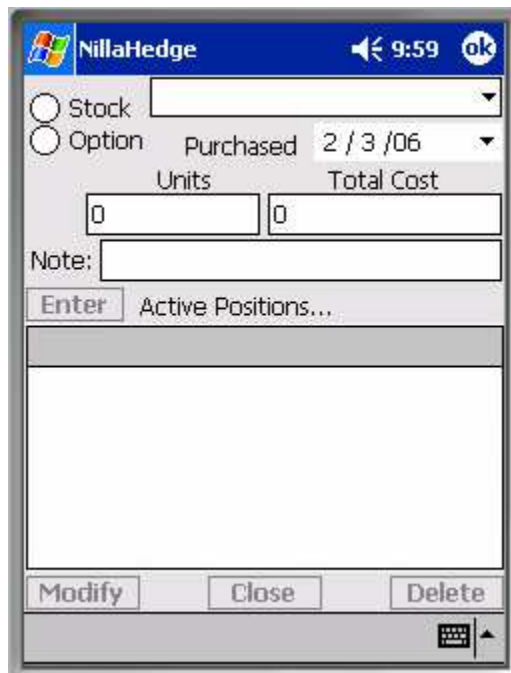 NillaHedge 9:59 ok
Stock
Option Purchased 2 / 3 /06
Units Total Cost
0 0
Note:
Enter Active Positions...
Modify Close Delete